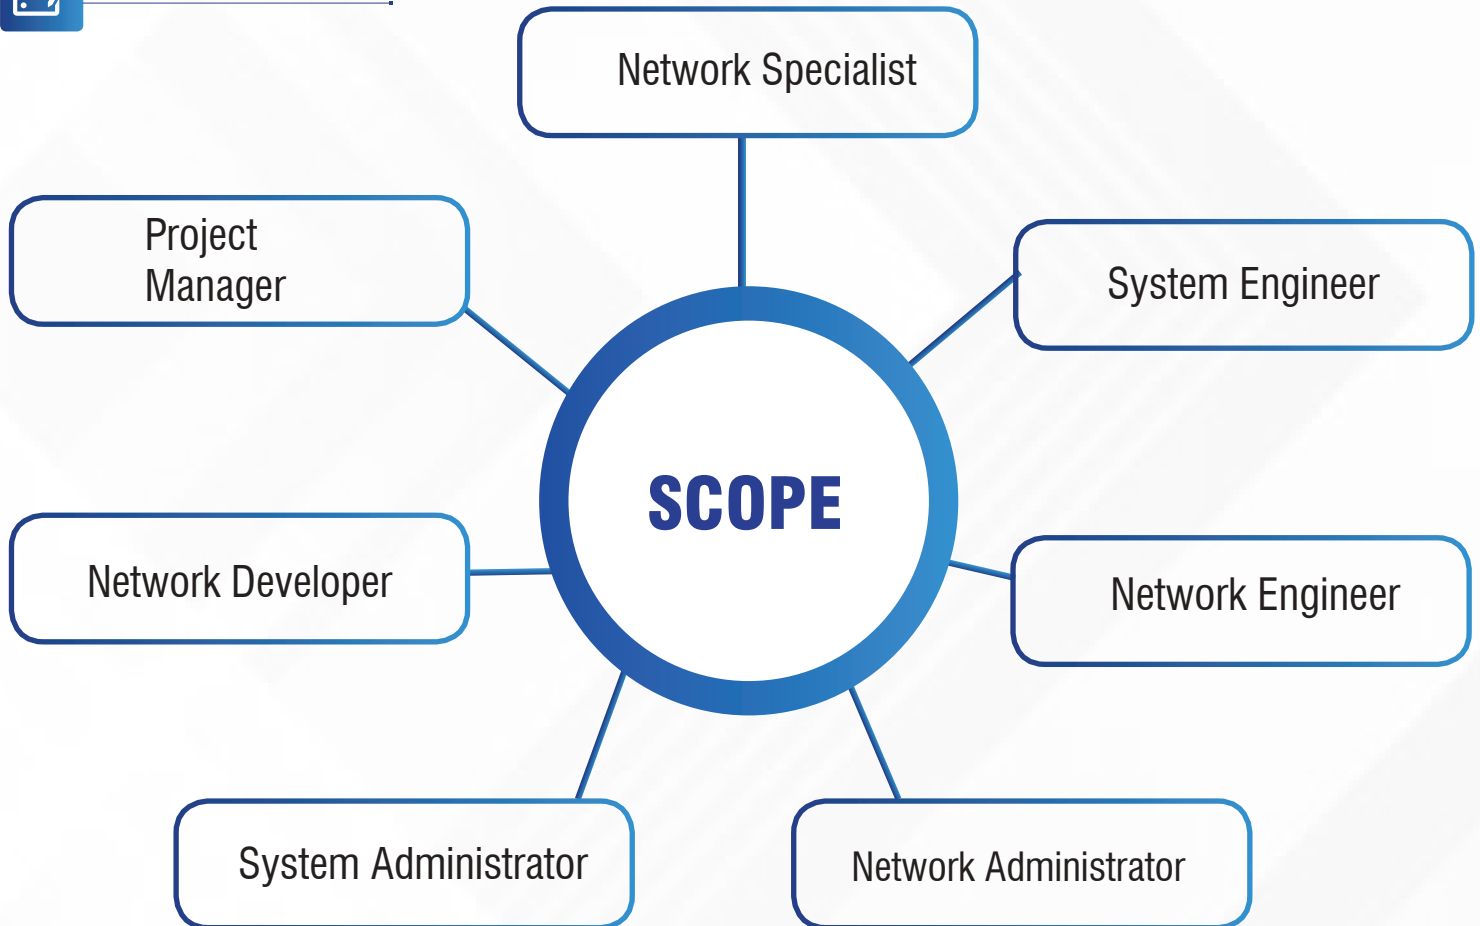 Network Specialist
Project
Manager
System Engineer
SCOPE
Network Developer
Network Engineer
System Administrator
Network Administrator